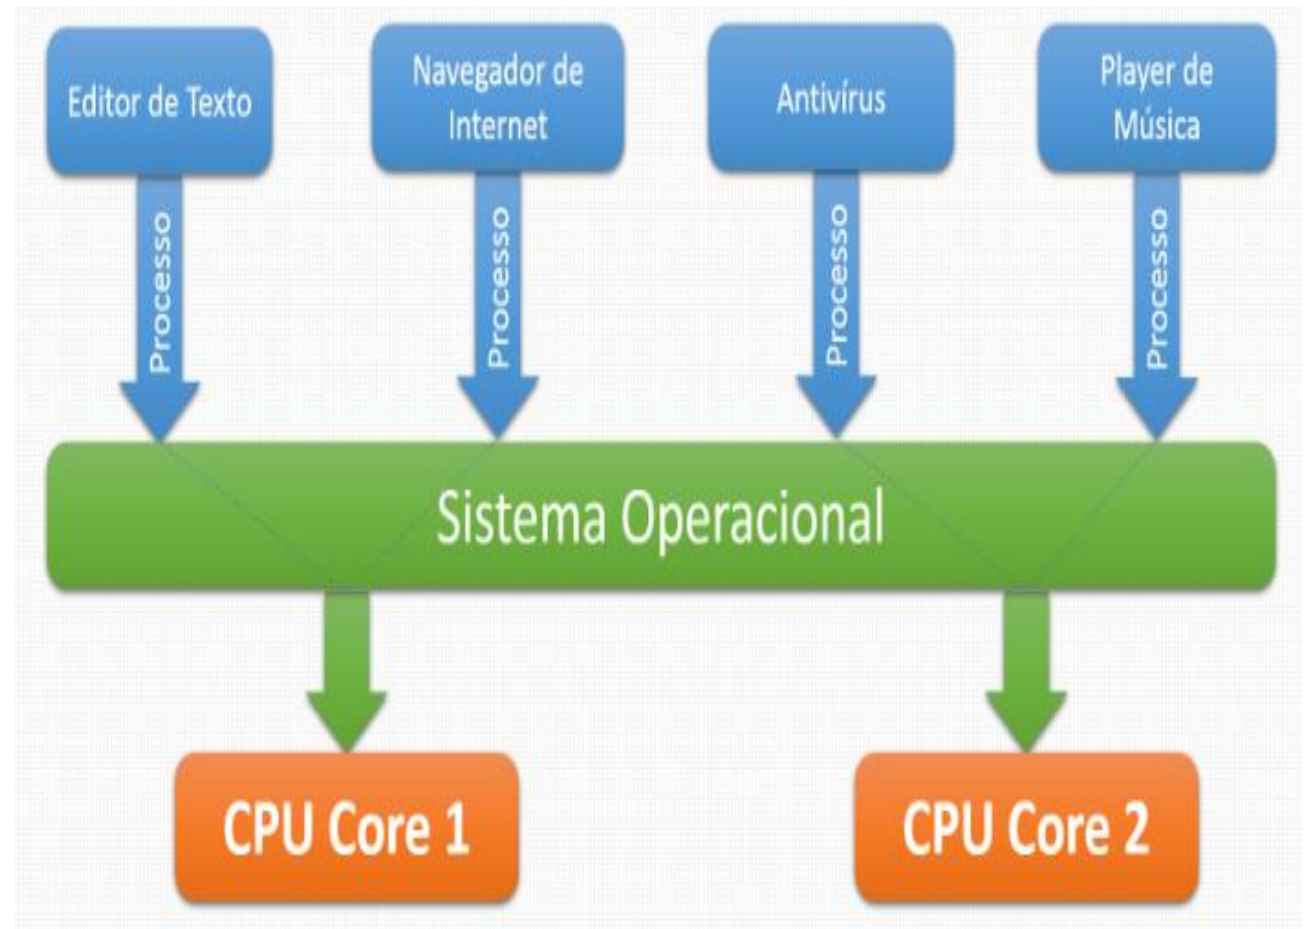 Editor de Texto
Navegador de
Internet
Antivírus
Player de
Música
Processo
Processo
Processo
Processo
Sistema Operacional
CPU Core 1
CPU Core 2